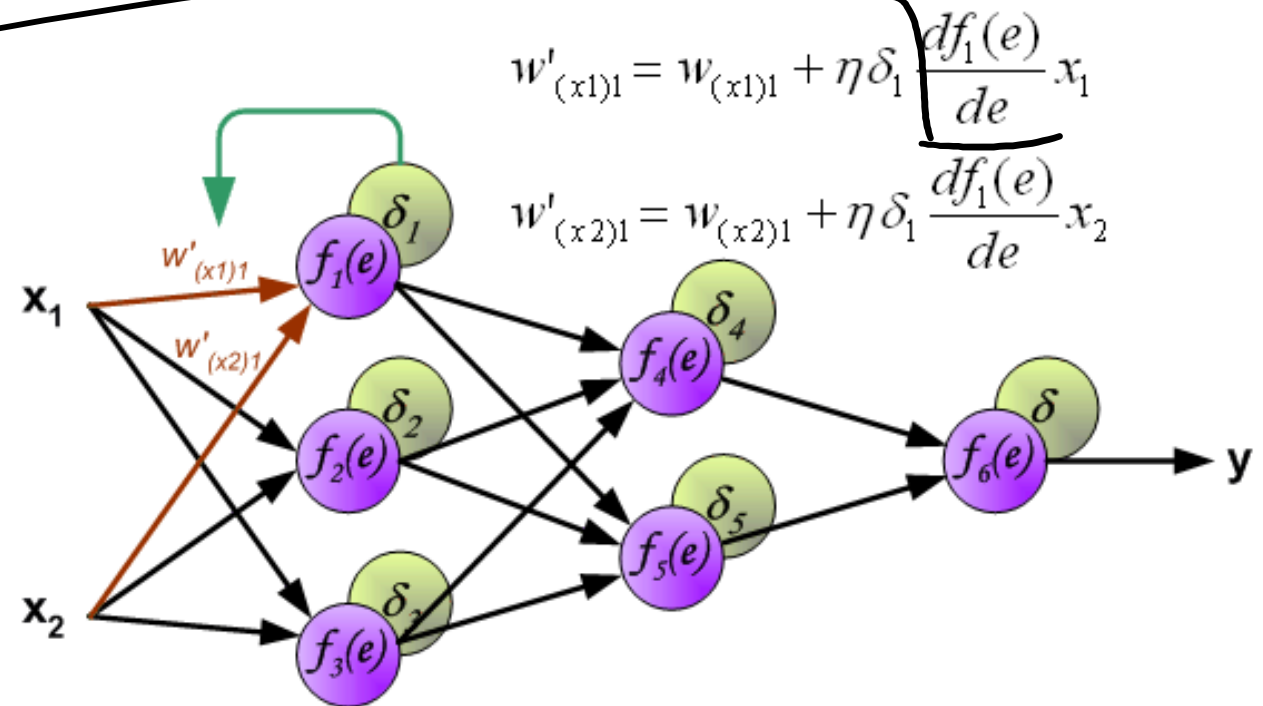 w'(x1)1 = w(x1)1 + ηδ1 df1(e)/de x1
w'(x2)1 = w(x2)1 + ηδ1 df1(e)/de x2
δ1
f1(e)
w'(x1)1
x1
w'(x2)1
δ4
f4(e)
δ2
f2(e)
δ
f6(e)
y
δ5
f5(e)
δ3
x2
f3(e)